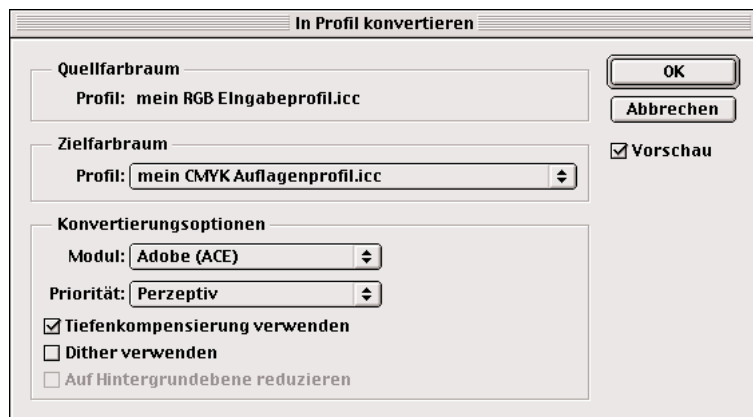 In Profil konvertieren
Quellfarbraum
Profil: mein RGB EIngabeprofil.icc
Zielfarbraum
Profil: mein CMYK Auflagenprofil.icc
Konvertierungsoptionen
Modul: Adobe (ACE)
Priorität: Perzeptiv
Tiefenkompensierung verwenden
Dither verwenden
Auf Hintergrundebene reduzieren
OK
Abbrechen
Vorschau